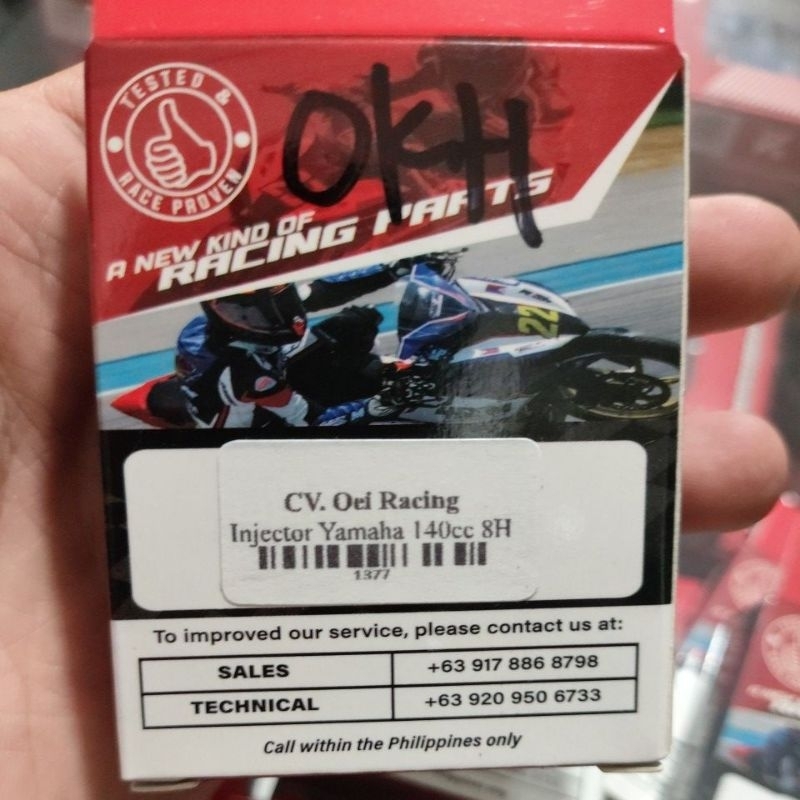 TESTED &
RACE PROVEN
OKH
A NEW KIND OF
RACING PARTS
22
CV. Oei Racing
Injector Yamaha 140cc 8H
1377
To improved our service, please contact us at:
SALES +63 917 886 8798
TECHNICAL +63 920 950 6733
Call within the Philippines only